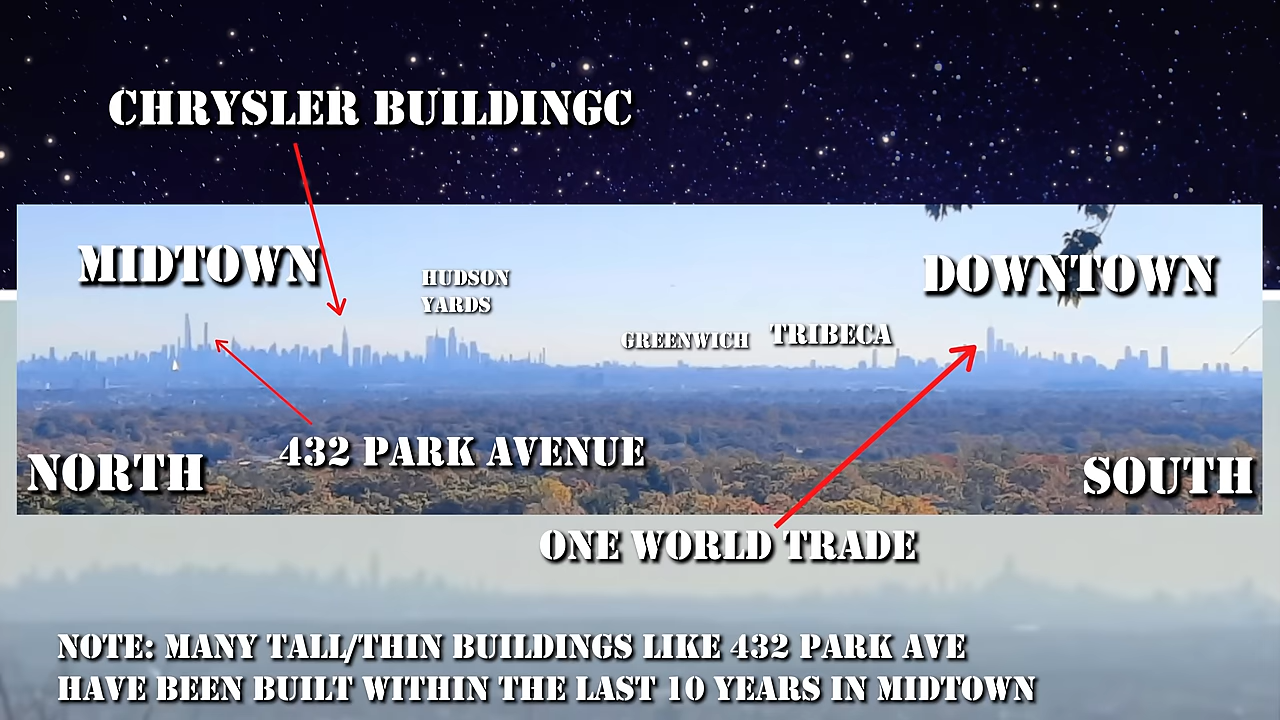 CHRYSLER BUILDINGC
MIDTOWN
HUDSON
YARDS
GREENWICH
TRIBECA
DOWNTOWN
432 PARK AVENUE
NORTH
SOUTH
ONE WORLD TRADE
NOTE: MANY TALL/THIN BUILDINGS LIKE 432 PARK AVE
HAVE BEEN BUILT WITHIN THE LAST 10 YEARS IN MIDTOWN